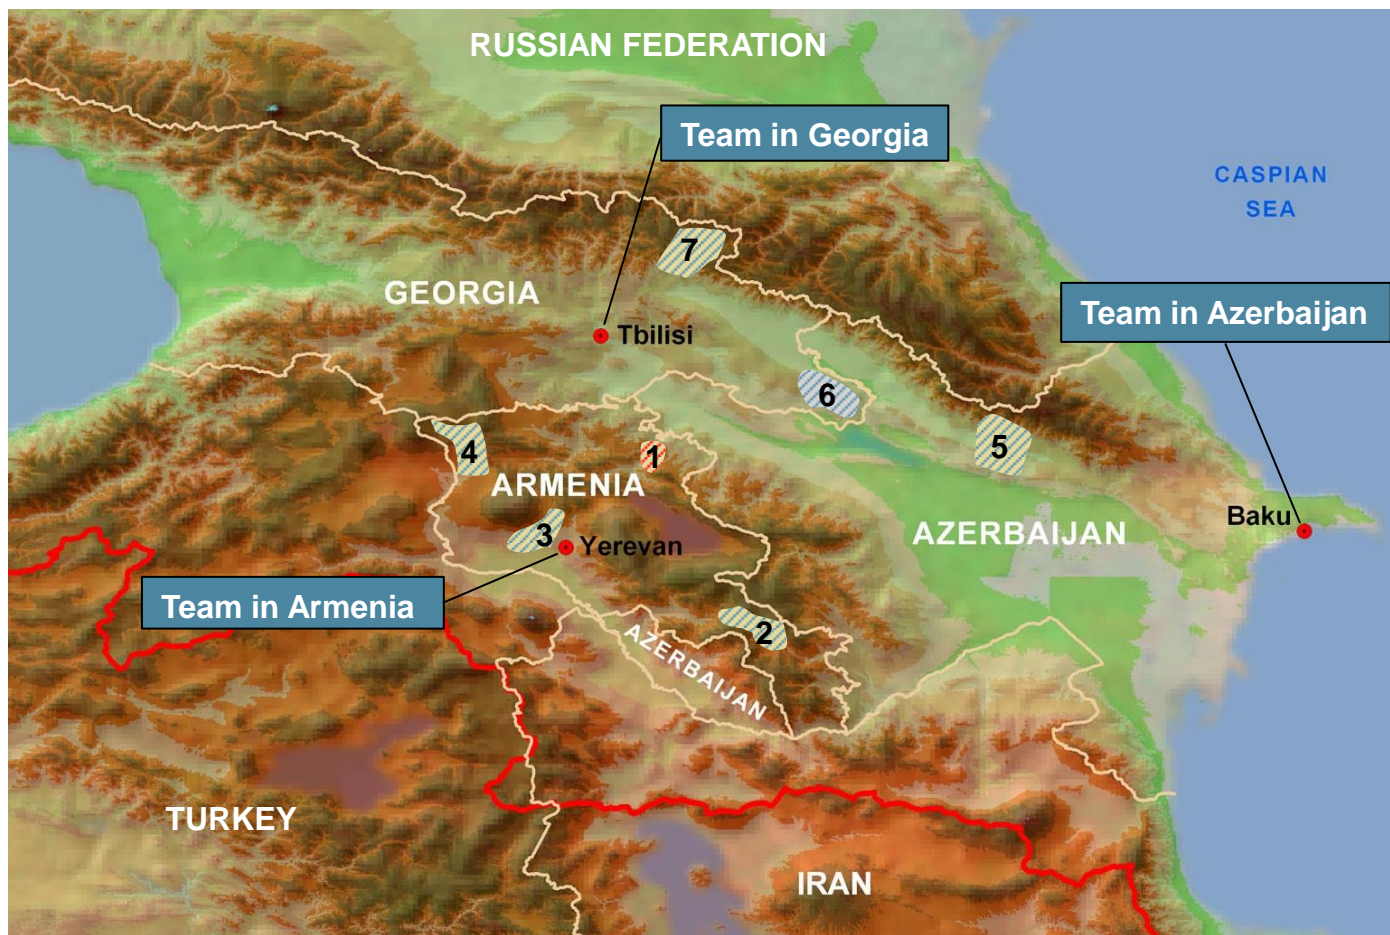 RUSSIAN FEDERATION
Team in Georgia
CASPIAN
SEA
7
GEORGIA
Team in Azerbaijan
Tbilisi
6
5
4
1
ARMENIA
3
Yerevan
AZERBAIJAN
Baku
Team in Armenia
2
AZERBAIJAN
TURKEY
IRAN